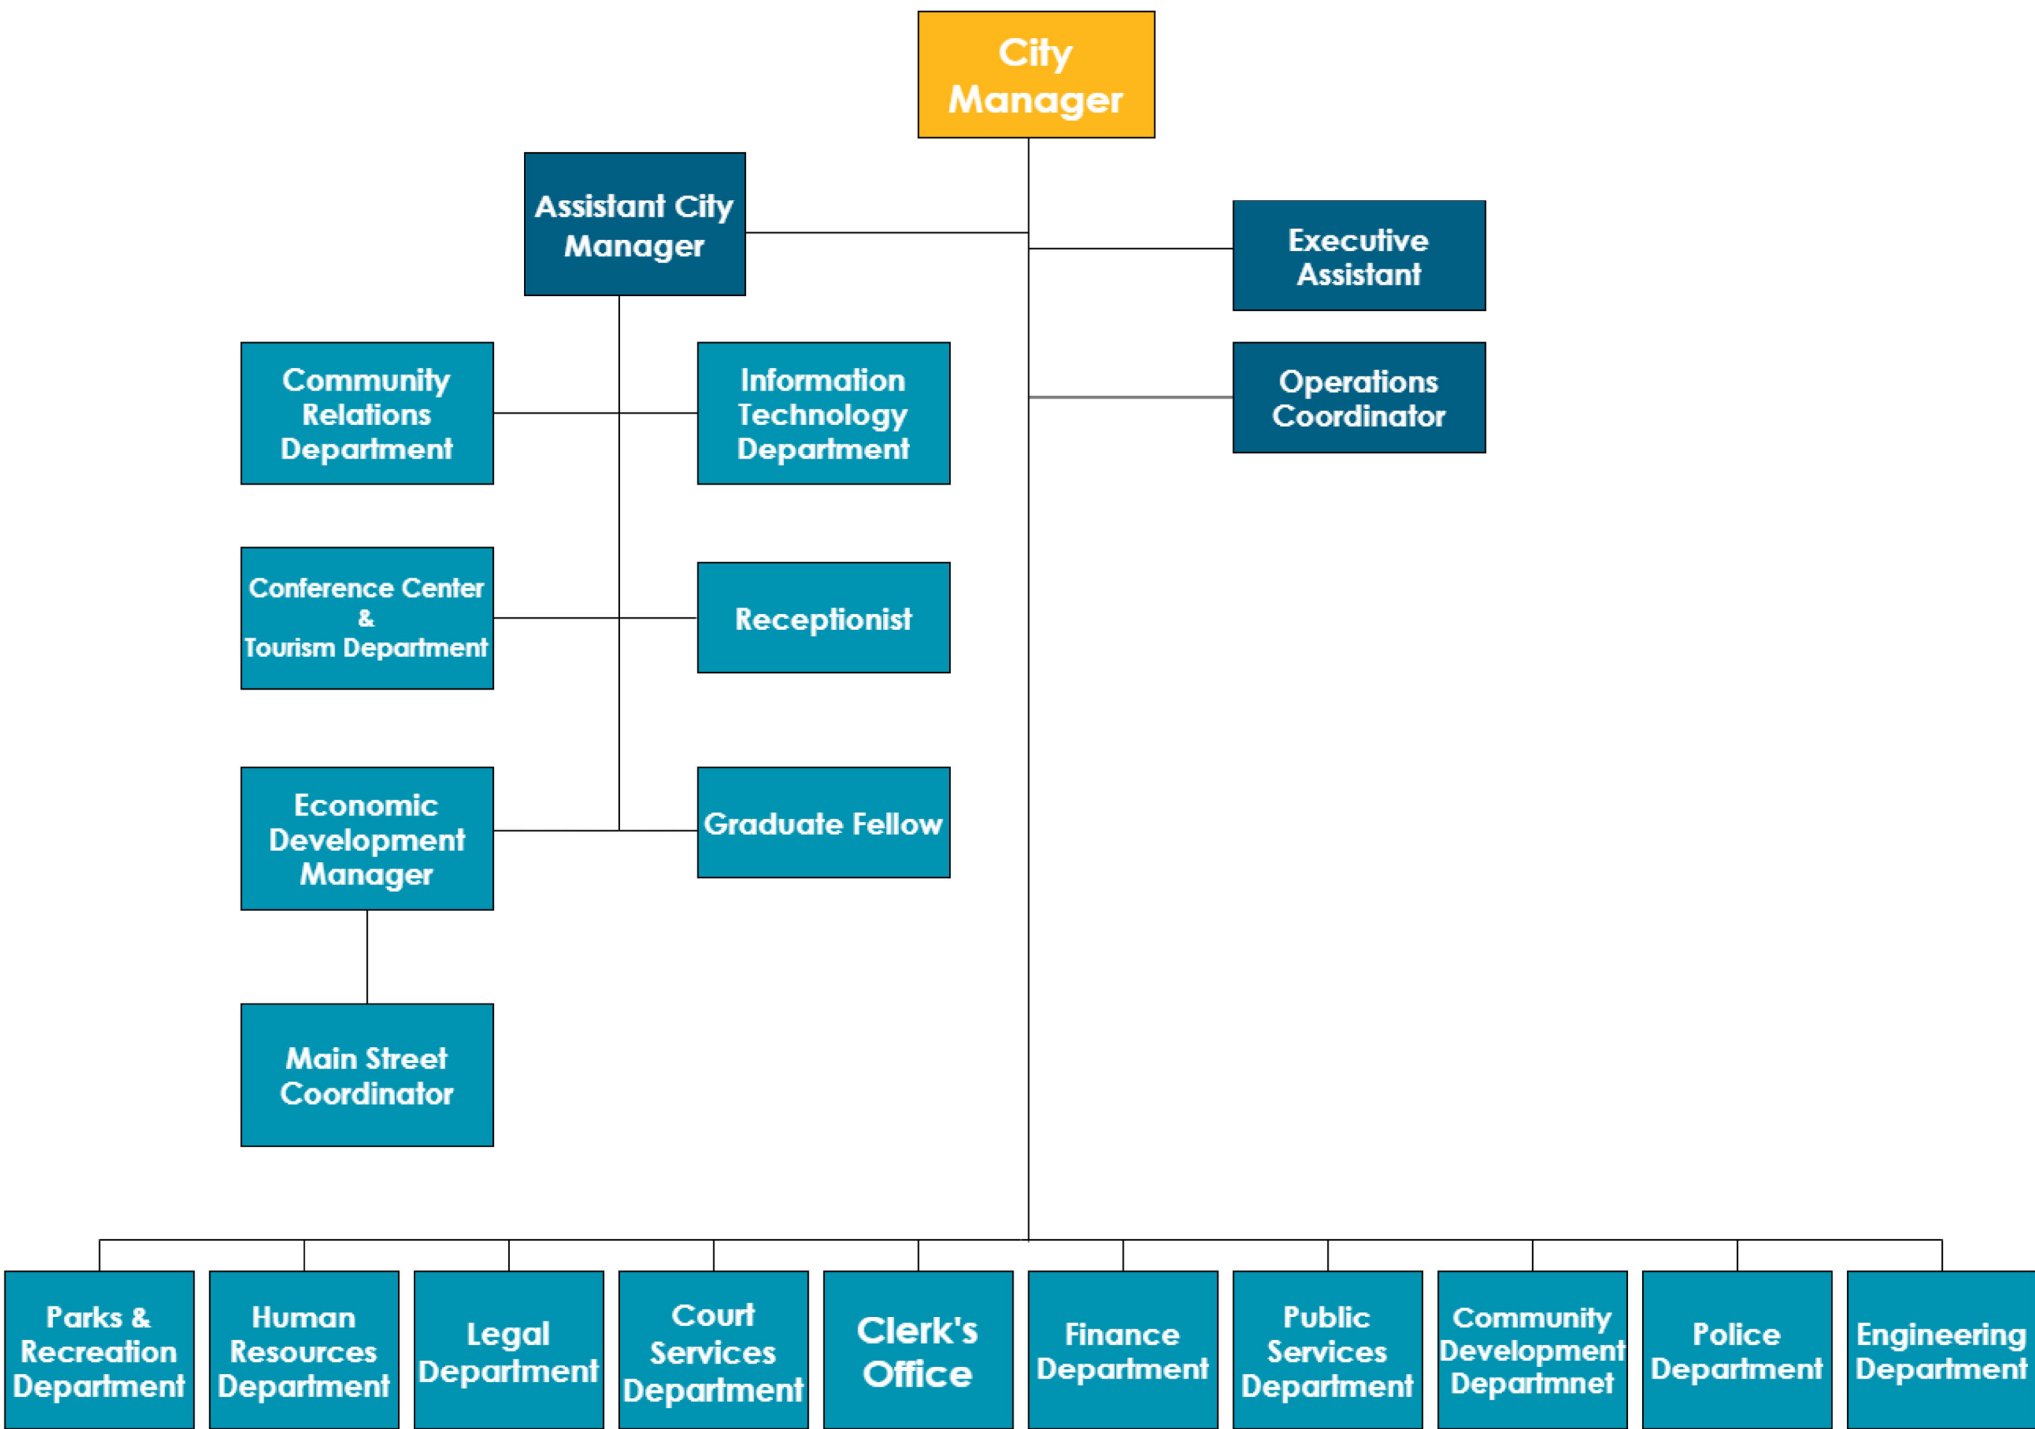 City
Manager
Assistant City
Manager
Executive
Assistant
Community
Relations
Department
Information
Technology
Department
Operations
Coordinator
Conference Center
&
Tourism Department
Receptionist
Economic
Development
Manager
Graduate Fellow
Main Street
Coordinator
Parks &
Recreation
Department
Human
Resources
Department
Legal
Department
Court
Services
Department
Clerk's
Office
Finance
Department
Public
Services
Department
Community
Development
Departmnet
Police
Department
Engineering
Department